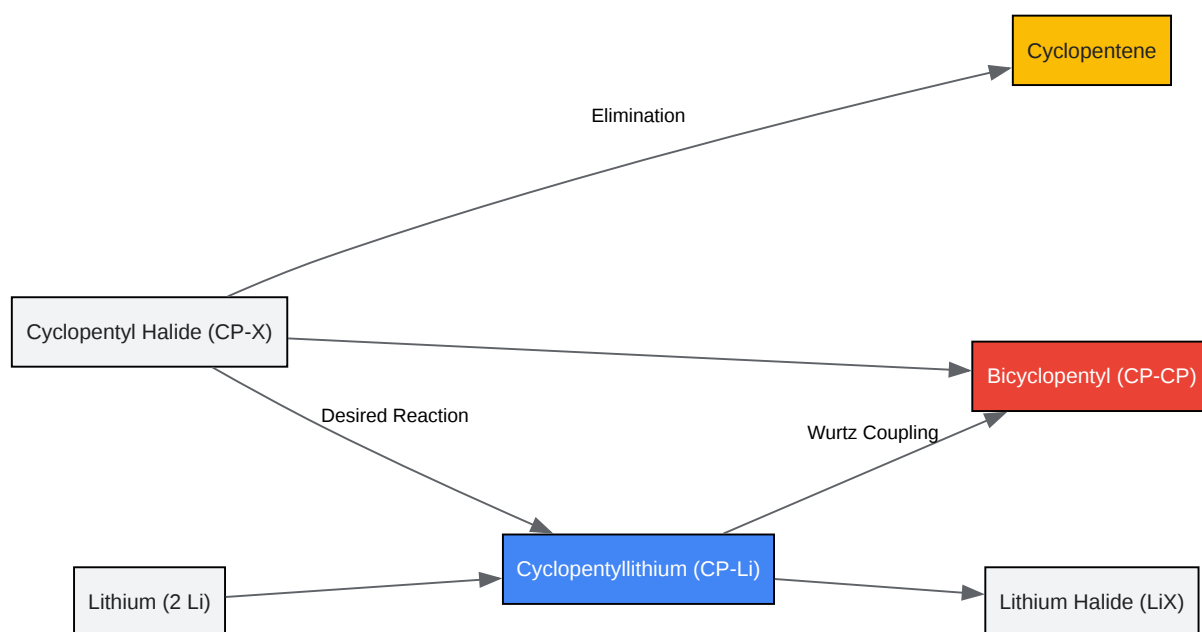 Cyclopentene
Elimination
Cyclopentyl Halide (CP-X)
Bicyclopentyl (CP-CP)
Desired Reaction
Wurtz Coupling
Cyclopentyllithium (CP-Li)
Lithium (2 Li)
Lithium Halide (LiX)